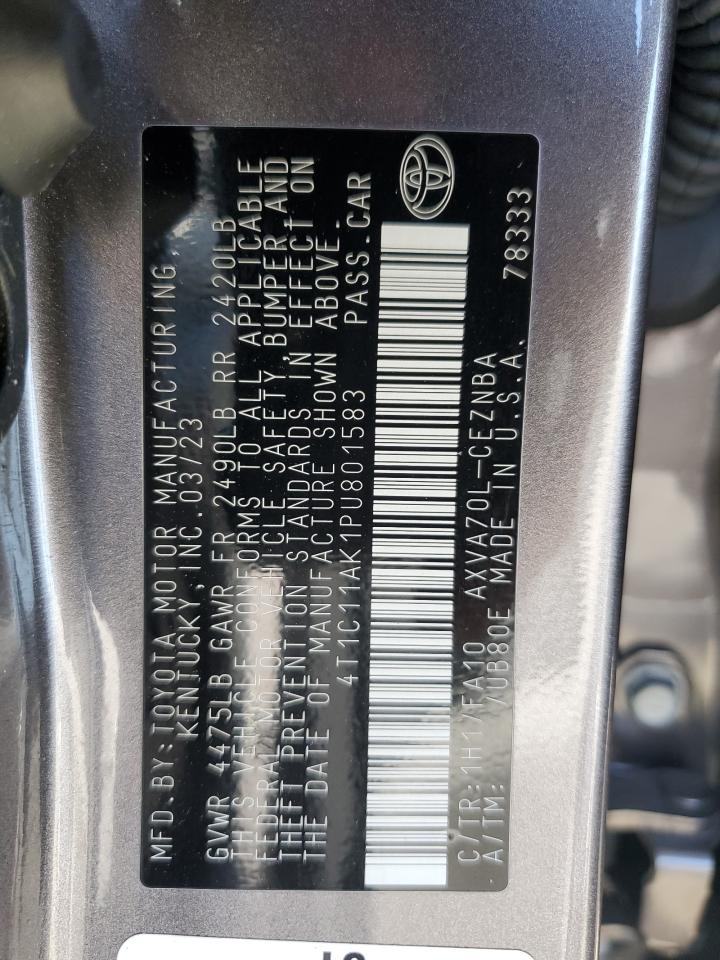 MFD.BY:TOYOTA MOTOR MANUFACTURING,
KENTUCKY,INC.03/23
GVWR 4475LB GAWR FR 2490LB RR 2420LB
THIS VEHICLE CONFORMS TO ALL APPLICABLE
FEDERAL MOTOR VEHICLE SAFETY,BUMPER,AND
THEFT PREVENTION STANDARDS IN EFFECT ON
THE DATE OF MANUFACTURE SHOWN ABOVE.
4T1C11AK1PU801583 PASS.CAR
C/TR:1H17FA10 AXVA70L-CEZNBA
A/TM: /UB80E MADE IN U.S.A. 78333